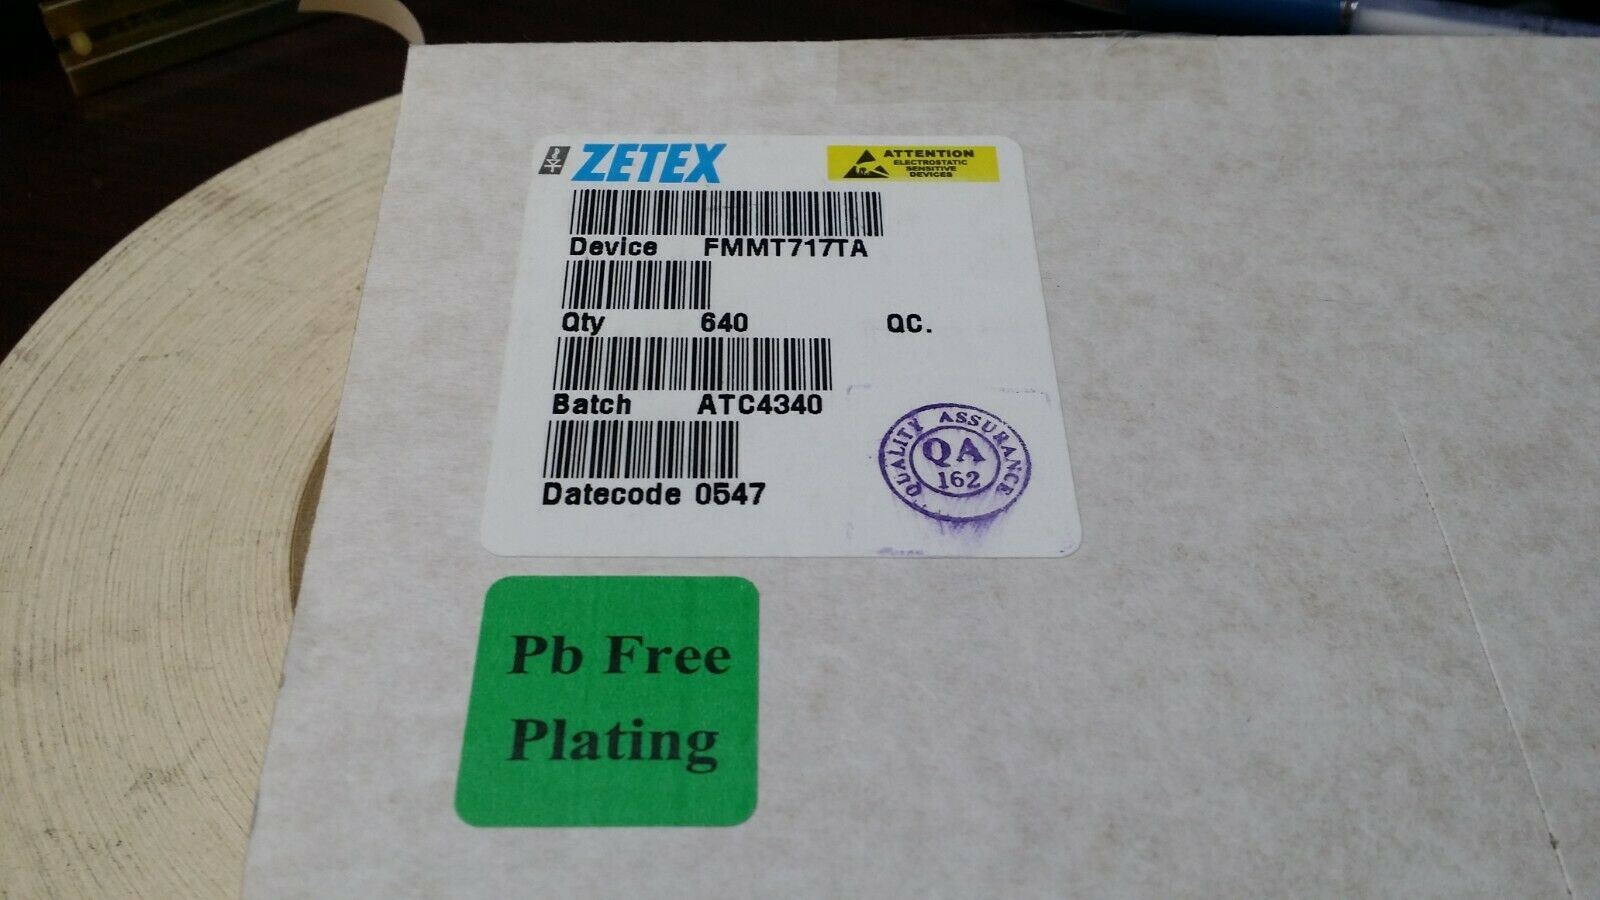 ZETEX
ATTENTION
ELECTROSTATIC
SENSITIVE
DEVICES
Device FMMT717TA
Qty 640 QC.
Batch ATC4340
Datecode 0547
QUALITY ASSURANCE
QA
162
Pb Free
Plating